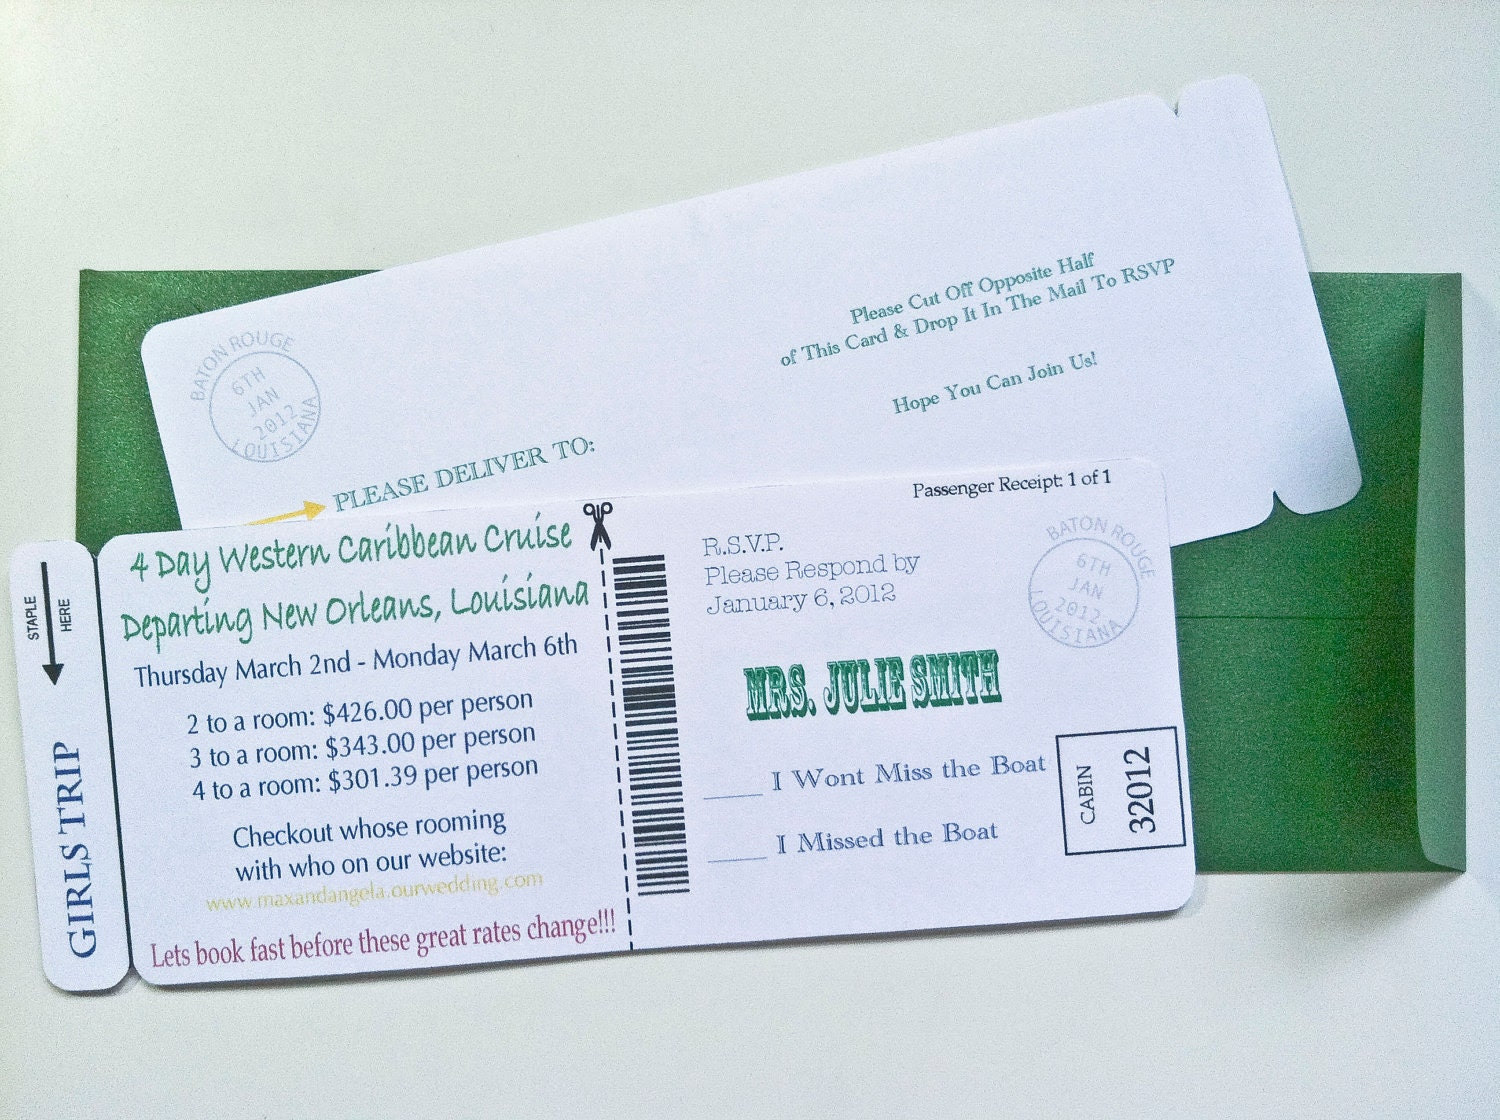 Please Cut Off Opposite Half
of This Card & Drop It In The Mail To RSVP
Hope You Can Join Us!
BATON ROUGE
6TH
JAN
2012
LOUISIANA
PLEASE DELIVER TO:
STAPLE
HERE
GIRLS TRIP
4 Day Western Caribbean Cruise
Departing New Orleans, Louisiana
Thursday March 2nd - Monday March 6th
2 to a room: $426.00 per person
3 to a room: $343.00 per person
4 to a room: $301.39 per person
Checkout whose rooming
with who on our website:
www.maxandangela.ourwedding.com
Lets book fast before these great rates change!!!
Passenger Receipt: 1 of 1
R.S.V.P.
Please Respond by
January 6, 2012
BATON ROUGE
6TH
JAN
2012
LOUISIANA
MRS. JULIE SMITH
_____ I Wont Miss the Boat
_____ I Missed the Boat
CABIN
32012